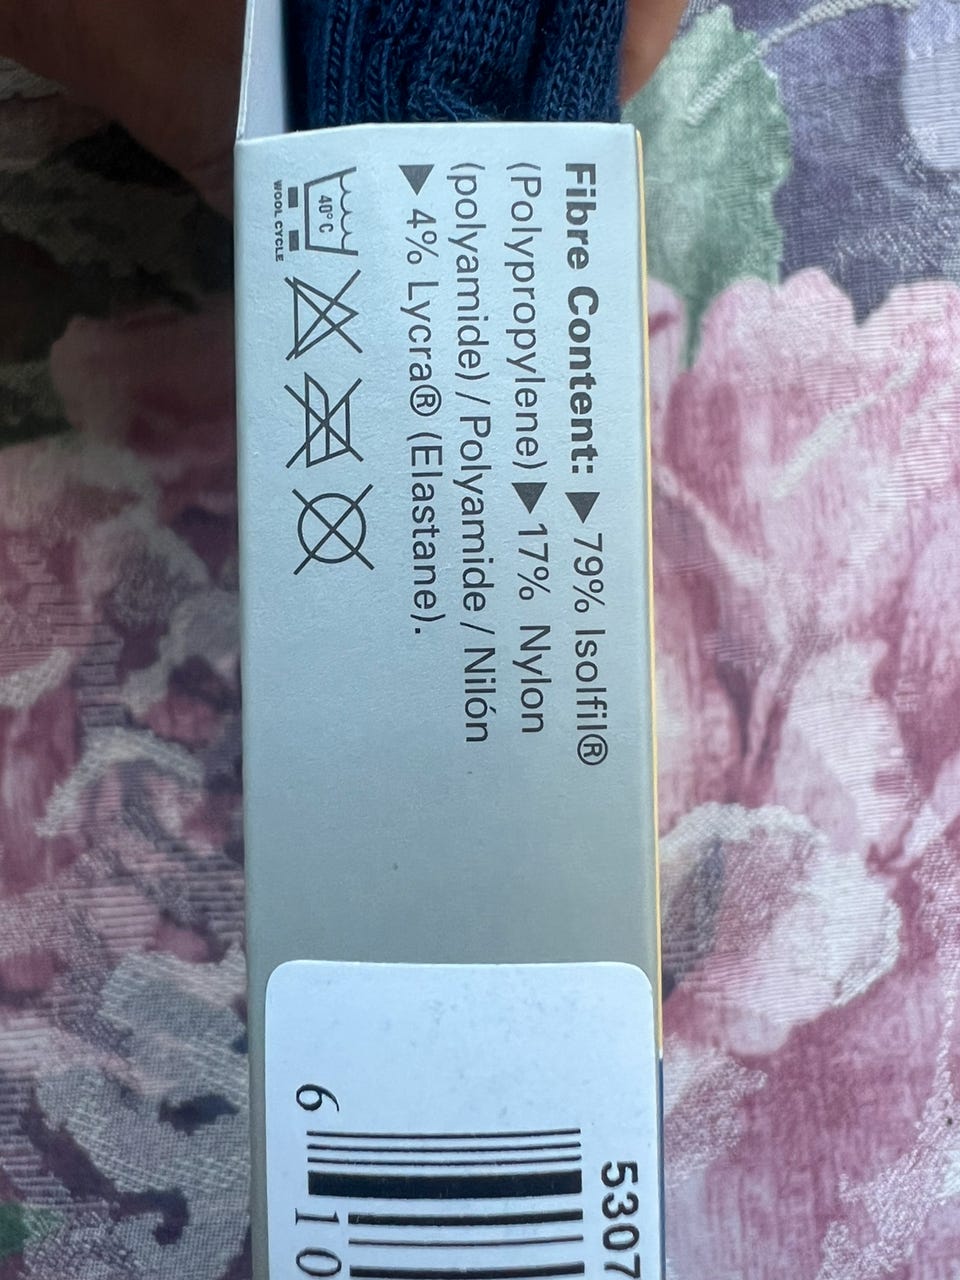 Fibre Content: ▶ 79% Isolfil®
(Polypropylene) ▶17% Nylon
(polyamide) / Polyamide / Nilón
▶ 4% Lycra® (Elastane).
40°C
WOOL CYCLE
5307
6 10